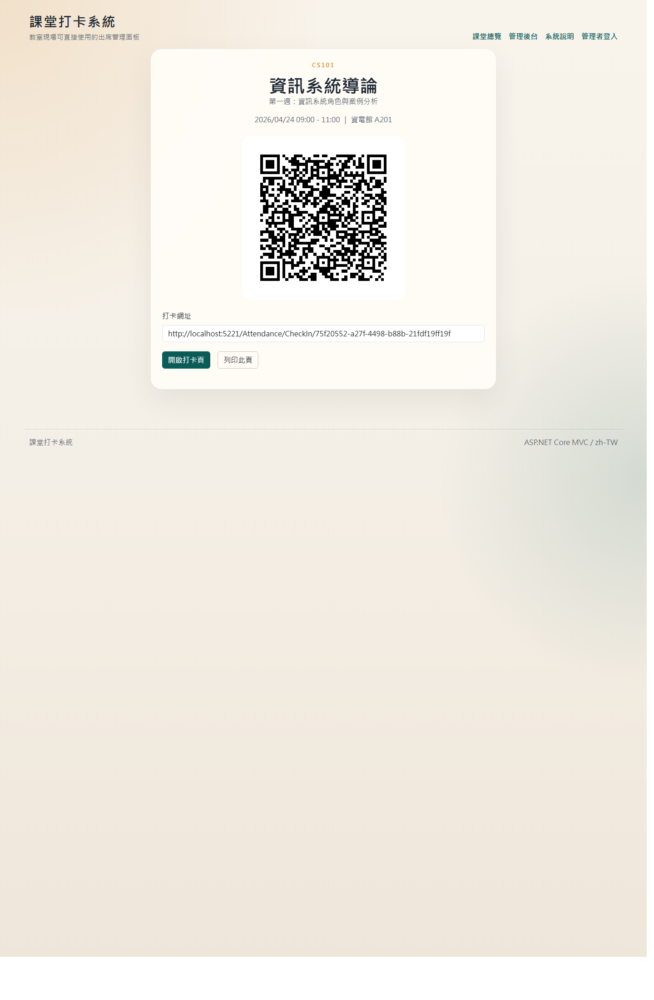 課堂打卡系統
教室現場可直接使用的出席管理面板
課堂總覽 管理後台 系統說明 管理者登入
CS101
資訊系統導論
第一週：資訊系統角色與案例分析
2026/04/24 09:00 - 11:00 ｜ 資電館 A201
打卡網址
http://localhost:5221/Attendance/CheckIn/75f20552-a27f-4498-b88b-21fdf19ff19f
開啟打卡頁 列印此頁
課堂打卡系統 ASP.NET Core MVC / zh-TW